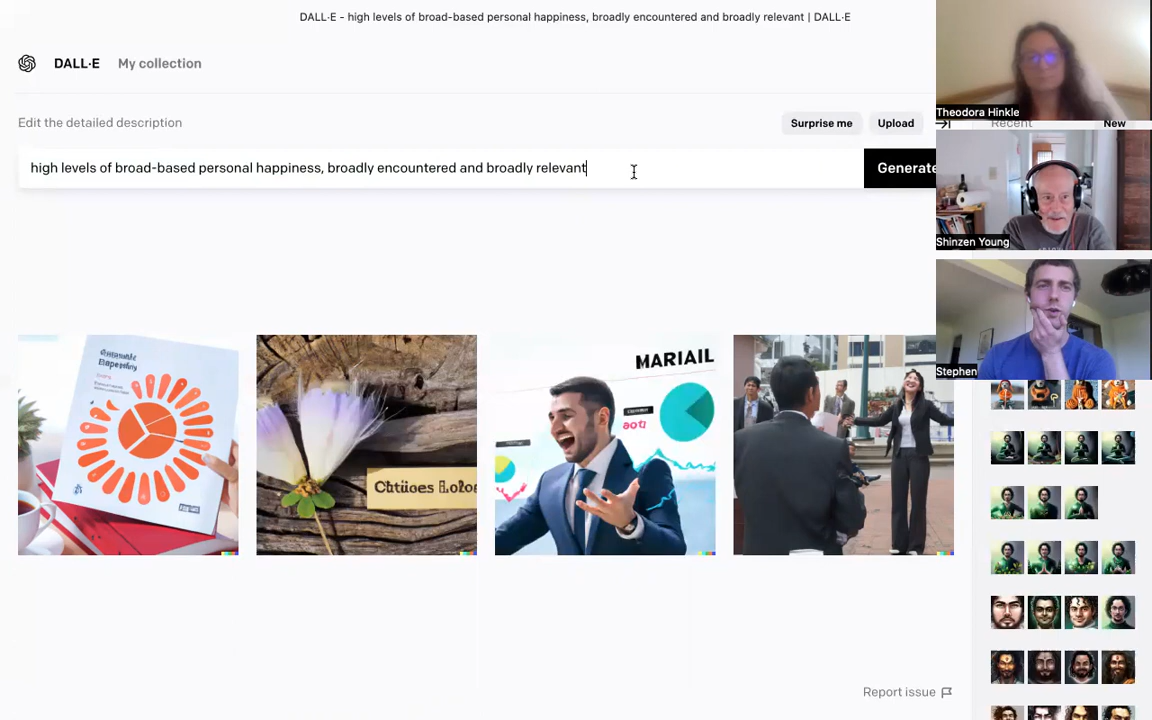 DALL·E - high levels of broad-based personal happiness, broadly encountered and broadly relevant | DALL·E
DALL·E
My collection
Edit the detailed description
Surprise me
Upload
Recent
New
high levels of broad-based personal happiness, broadly encountered and broadly relevant
Generate
Theodora Hinkle
Shinzen Young
Stephen
MARIAIL
Report issue